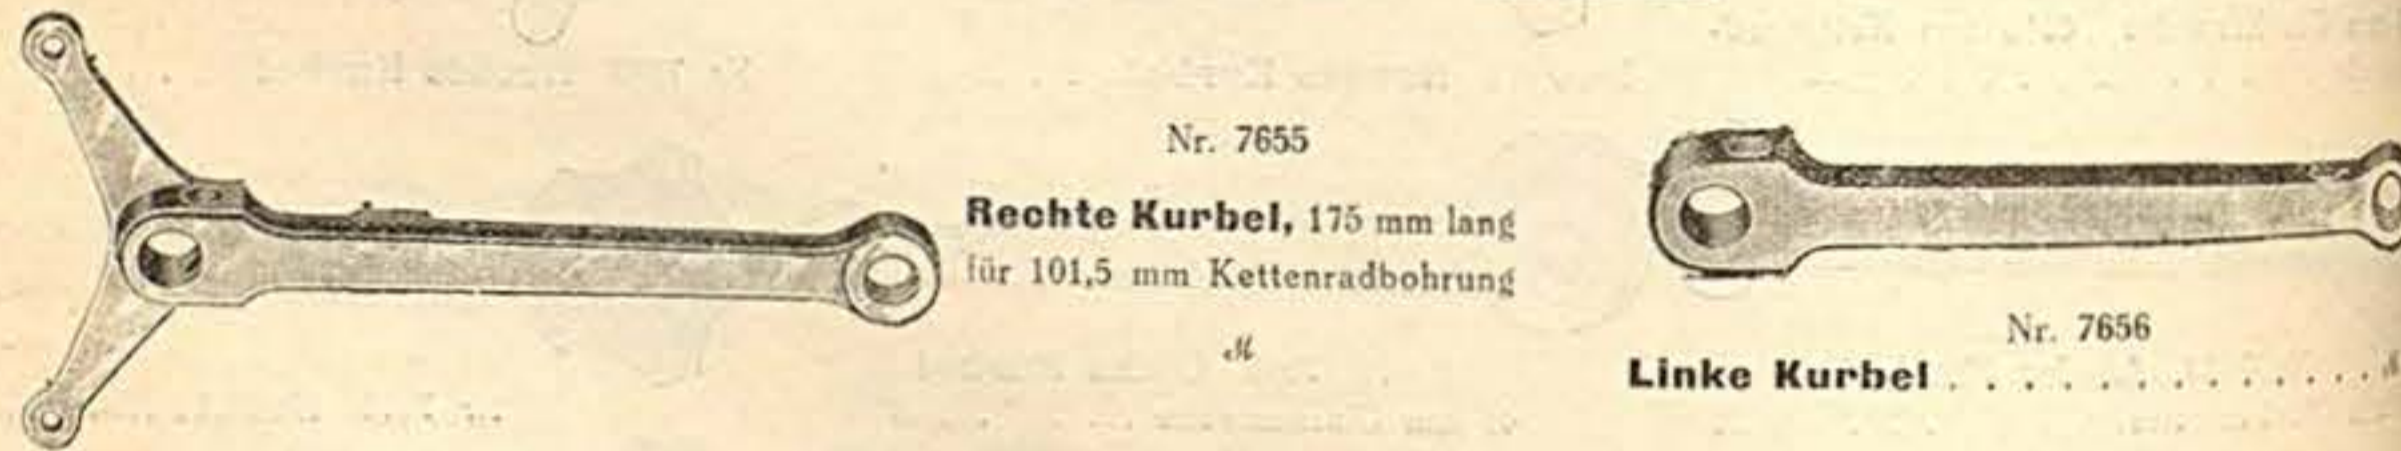 Nr. 7655
Rechte Kurbel, 175 mm lang
für 101,5 mm Kettenradbohrung
ℳ
Nr. 7656
Linke Kurbel . . . . . . . . . . . . . .